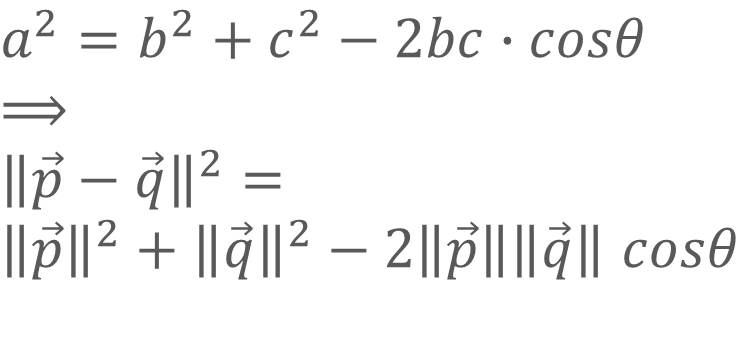 a² = b² + c² − 2bc · cosθ
⟹
‖p⃗ − q⃗‖² =
‖p⃗‖² + ‖q⃗‖² − 2‖p⃗‖‖q⃗‖ cosθ